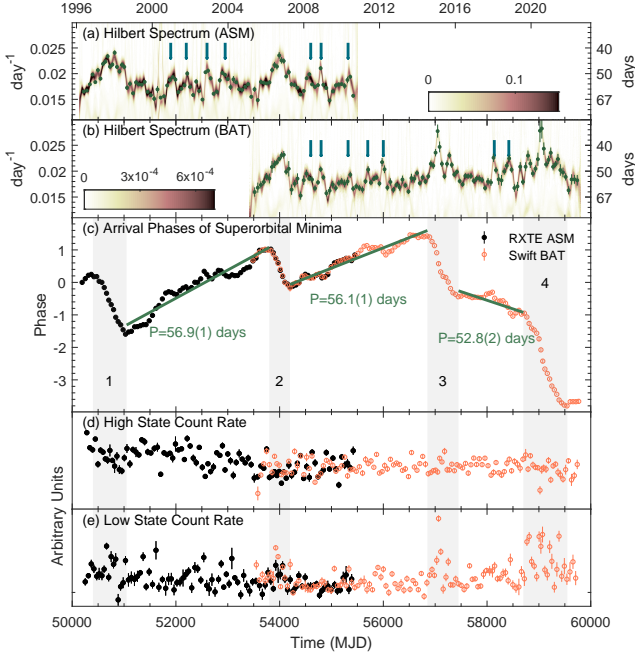 1996 2000 2004 2008 2012 2016 2020
(a) Hilbert Spectrum (ASM)
0.025
0.02
0.015
day⁻¹
0 0.1
40
50
67
days
(b) Hilbert Spectrum (BAT)
0.025
0.02
0.015
day⁻¹
0 3×10⁻⁴ 6×10⁻⁴
40
50
67
days
(c) Arrival Phases of Superorbital Minima
RXTE ASM
Swift BAT
1
0
-1
-2
-3
Phase
P=56.9(1) days
P=56.1(1) days
P=52.8(2) days
1 2 3 4
(d) High State Count Rate
(e) Low State Count Rate
Arbitrary Units
50000 52000 54000 56000 58000 60000
Time (MJD)